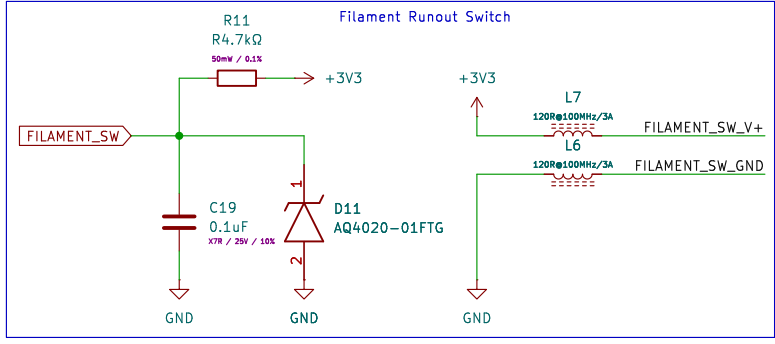 Filament Runout Switch
R11
R4.7kΩ
50mW / 0.1%
+3V3
+3V3
L7
120R@100MHz/3A
FILAMENT_SW_V+
FILAMENT_SW
L6
120R@100MHz/3A
FILAMENT_SW_GND
1
C19
0.1uF
X7R / 25V / 10%
D11
AQ4020-01FTG
2
GND
GND
GND